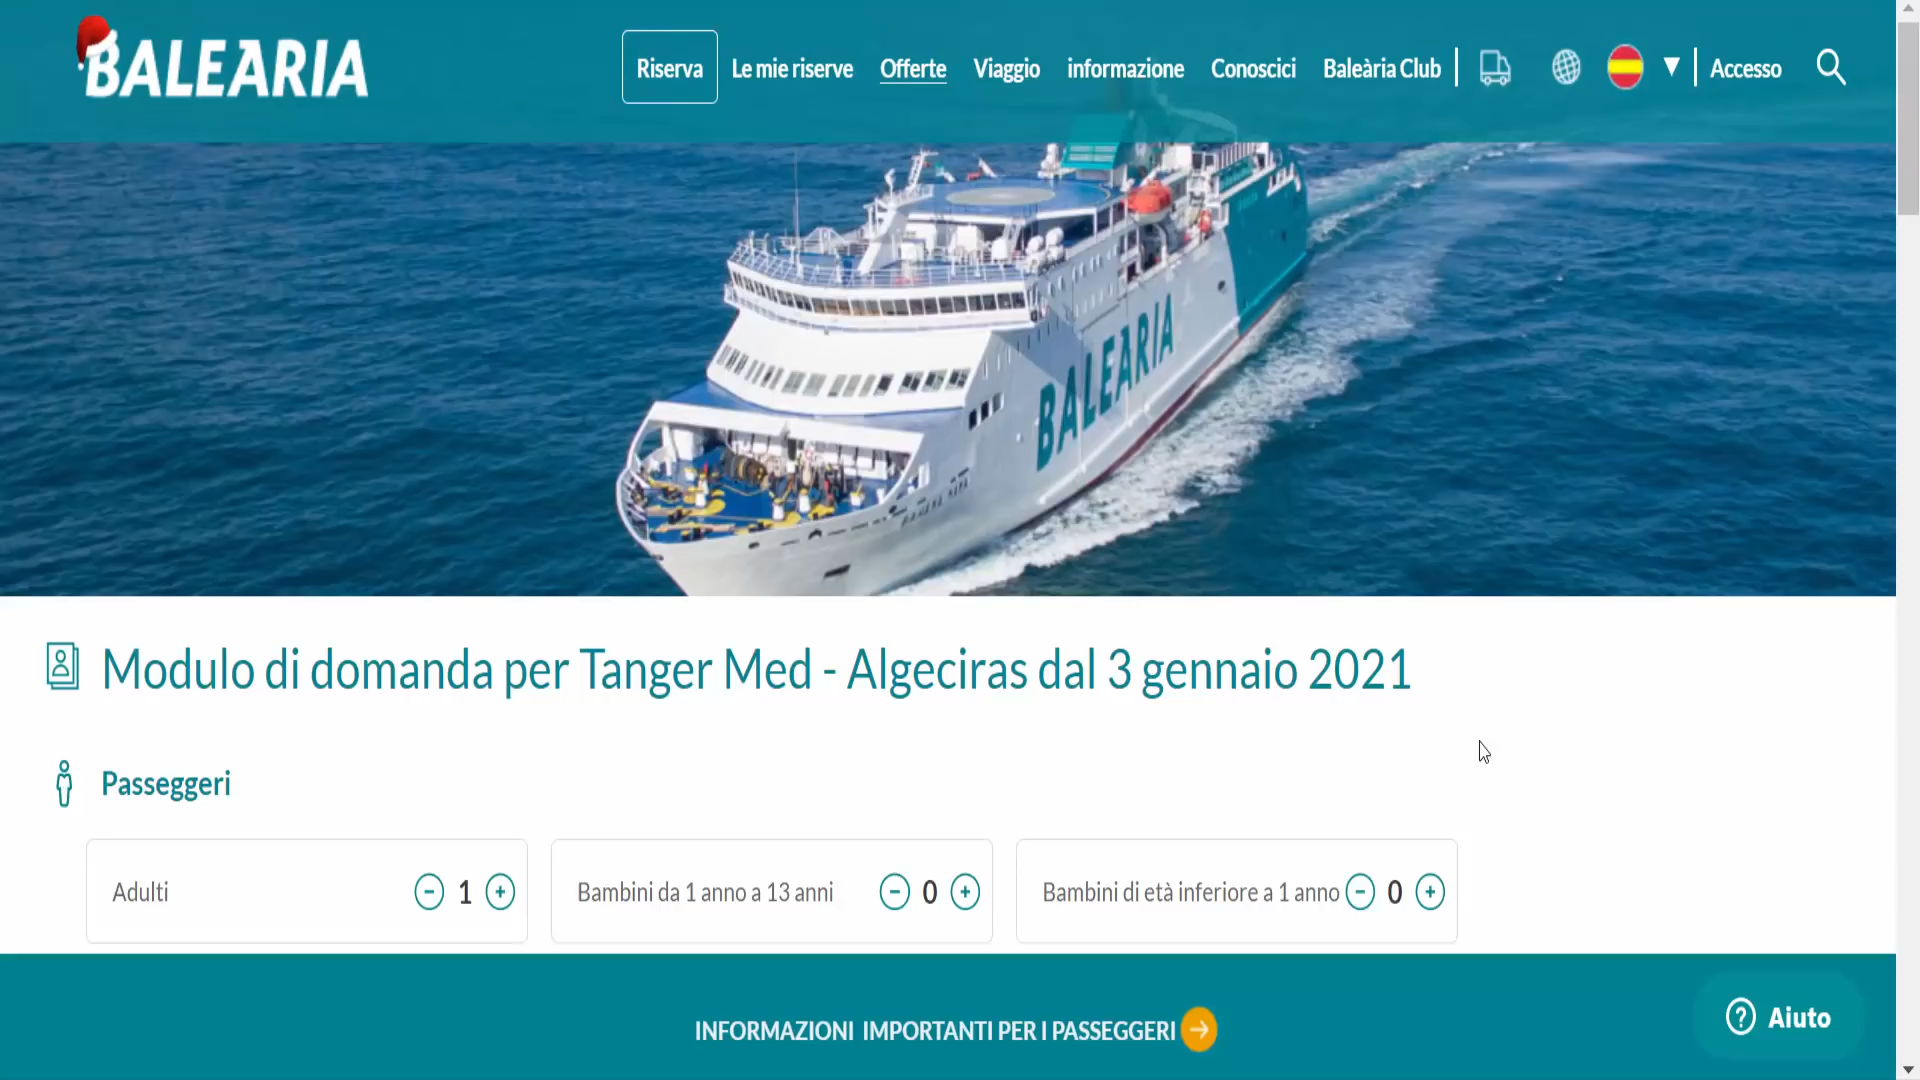 BALEÀRIA
Riserva
Le mie riserve
Offerte
Viaggio
informazione
Conoscici
Baleària Club
Accesso
BALEÀRIA
Modulo di domanda per Tanger Med - Algeciras dal 3 gennaio 2021
Passeggeri
Adulti 1
Bambini da 1 anno a 13 anni 0
Bambini di età inferiore a 1 anno 0
INFORMAZIONI IMPORTANTI PER I PASSEGGERI
Aiuto